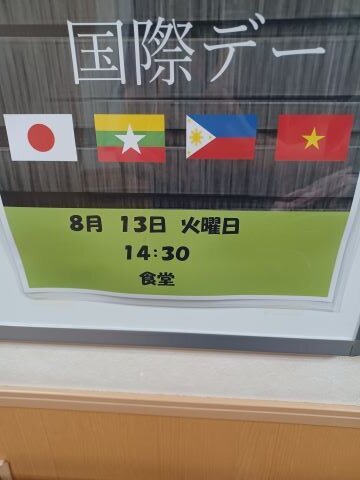 国際デー
8月 13日 火曜日
14:30
食堂